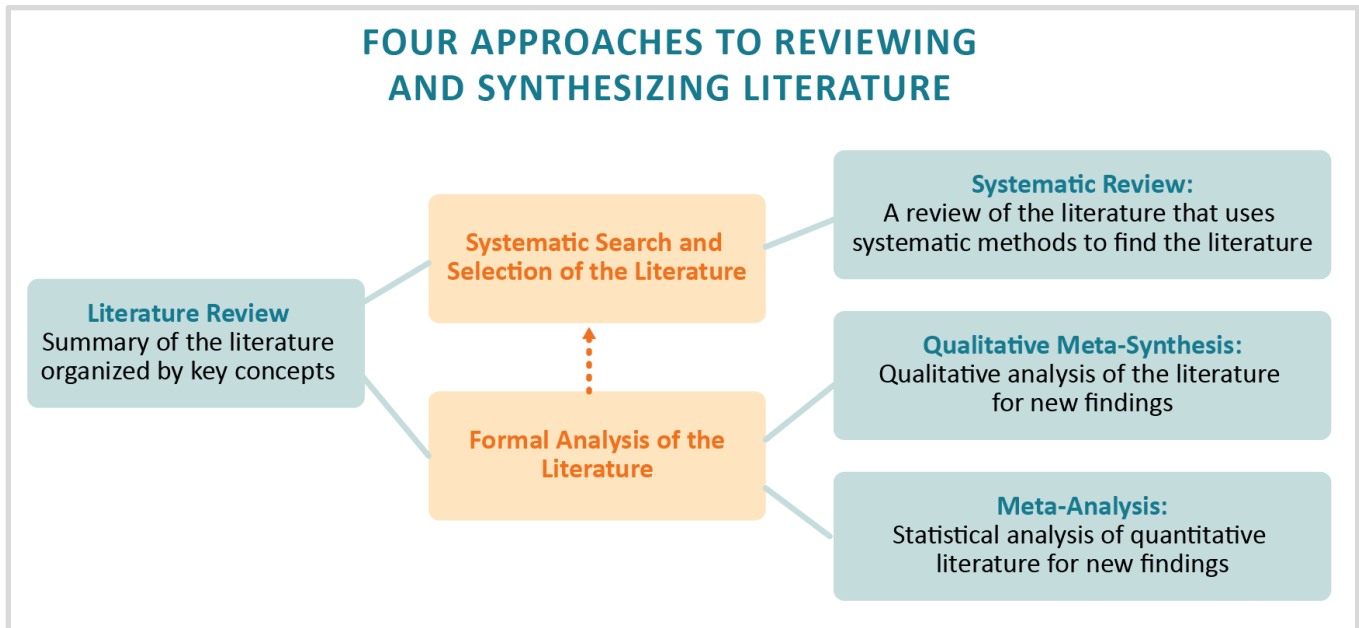 FOUR APPROACHES TO REVIEWING
AND SYNTHESIZING LITERATURE
Literature Review
Summary of the literature
organized by key concepts
Systematic Search and
Selection of the Literature
Formal Analysis of the
Literature
Systematic Review:
A review of the literature that uses
systematic methods to find the literature
Qualitative Meta-Synthesis:
Qualitative analysis of the literature
for new findings
Meta-Analysis:
Statistical analysis of quantitative
literature for new findings